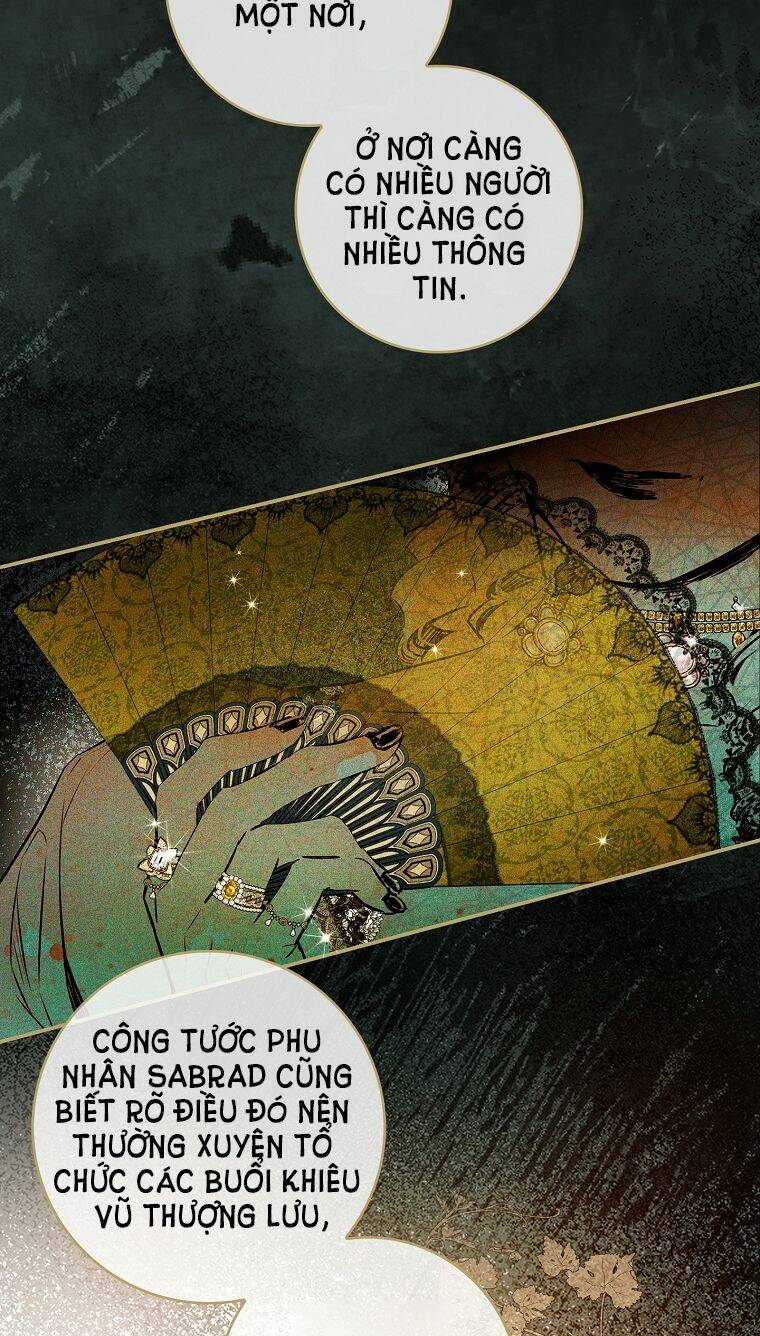 MỘT NƠI,
Ở NƠI CÀNG
CÓ NHIỀU NGƯỜI
THÌ CÀNG CÓ
NHIỀU THÔNG
TIN.
CÔNG TƯỚC PHU
NHÂN SABRAD CŨNG
BIẾT RÕ ĐIỀU ĐÓ NÊN
THƯỜNG XUYÊN TỔ
CHỨC CÁC BUỔI KHIÊU
VŨ THƯỢNG LƯU,